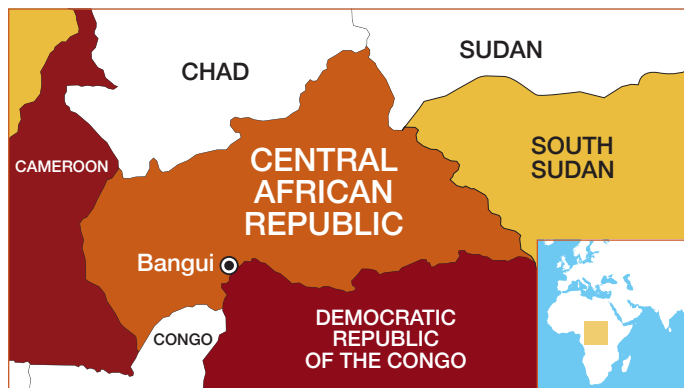 CHAD
SUDAN
CAMEROON
CENTRAL
AFRICAN
REPUBLIC
SOUTH
SUDAN
Bangui
CONGO
DEMOCRATIC
REPUBLIC
OF THE CONGO